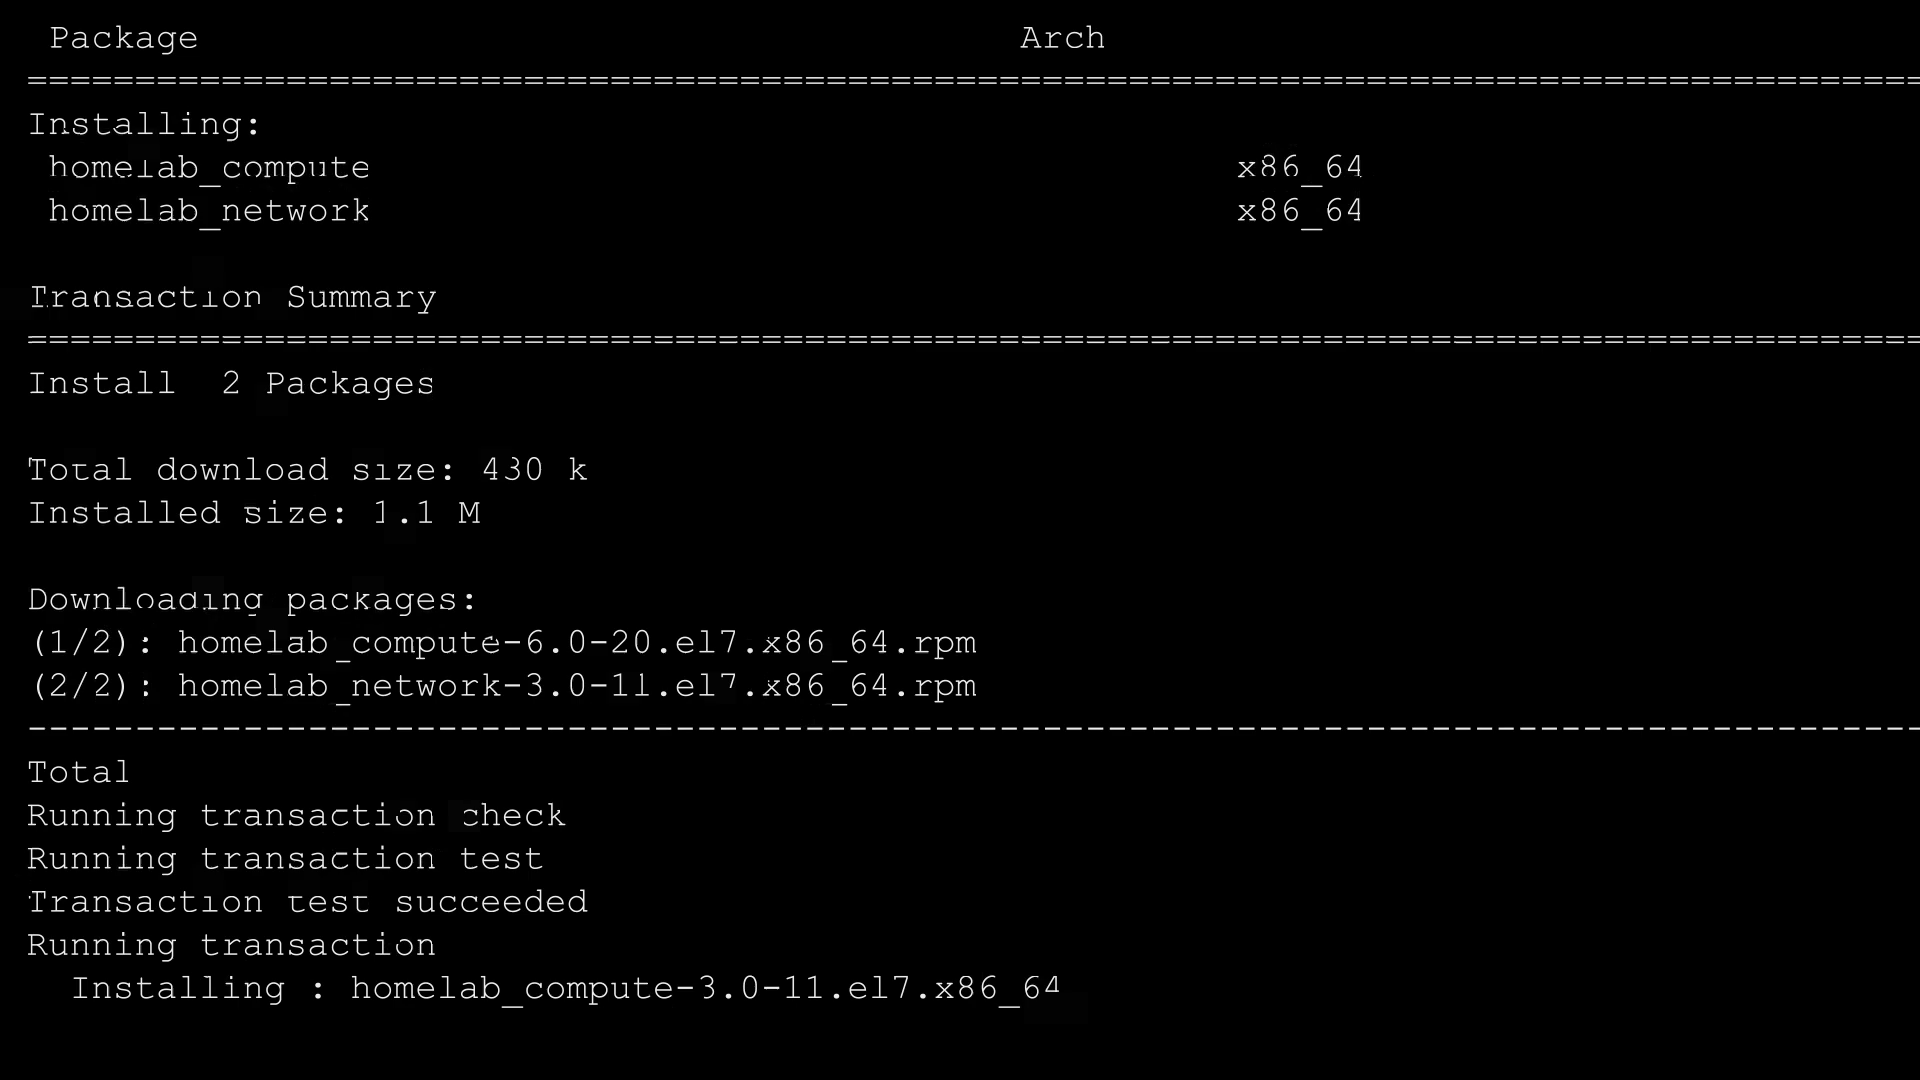 Package Arch
================================================================================
Installing:
homelab_compute x86_64
homelab_network x86_64
Transaction Summary
================================================================================
Install  2 Packages
Total download size: 430 k
Installed size: 1.1 M
Downloading packages:
(1/2): homelab_compute-6.0-20.el7.x86_64.rpm
(2/2): homelab_network-3.0-11.el7.x86_64.rpm
--------------------------------------------------------------------------------
Total
Running transaction check
Running transaction test
Transaction test succeeded
Running transaction
Installing : homelab_compute-3.0-11.el7.x86_64